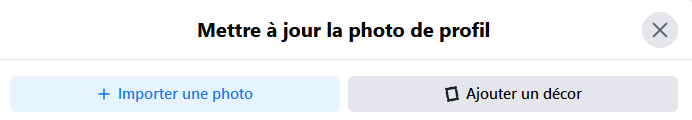 Mettre à jour la photo de profil
+ Importer une photo
Ajouter un décor